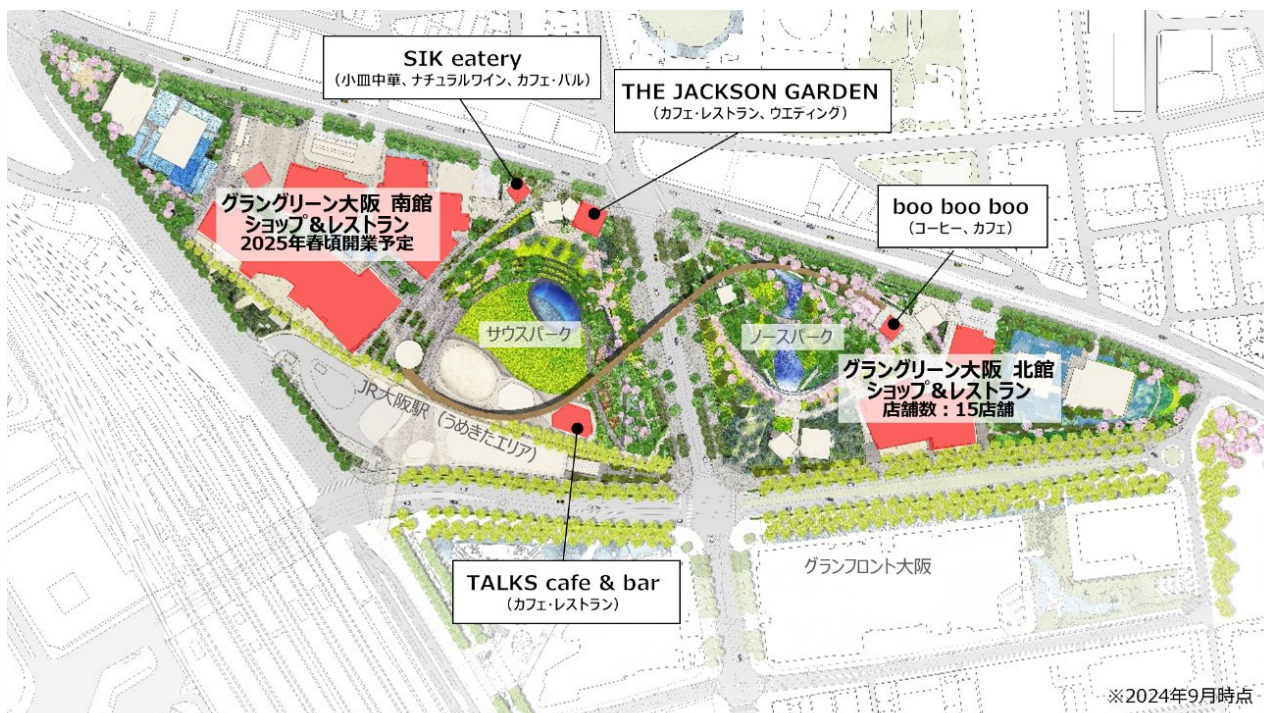 SIK eatery
(小皿中華、ナチュラルワイン、カフェ・バル)
THE JACKSON GARDEN
(カフェ・レストラン、ウエディング)
boo boo boo
(コーヒー、カフェ)
グラングリーン大阪 南館
ショップ&レストラン
2025年春頃開業予定
サウスパーク
ノースパーク
グラングリーン大阪 北館
ショップ&レストラン
店舗数:15店舗
JR大阪駅(うめきたエリア)
TALKS cafe & bar
(カフェ・レストラン)
グランフロント大阪
※2024年9月時点